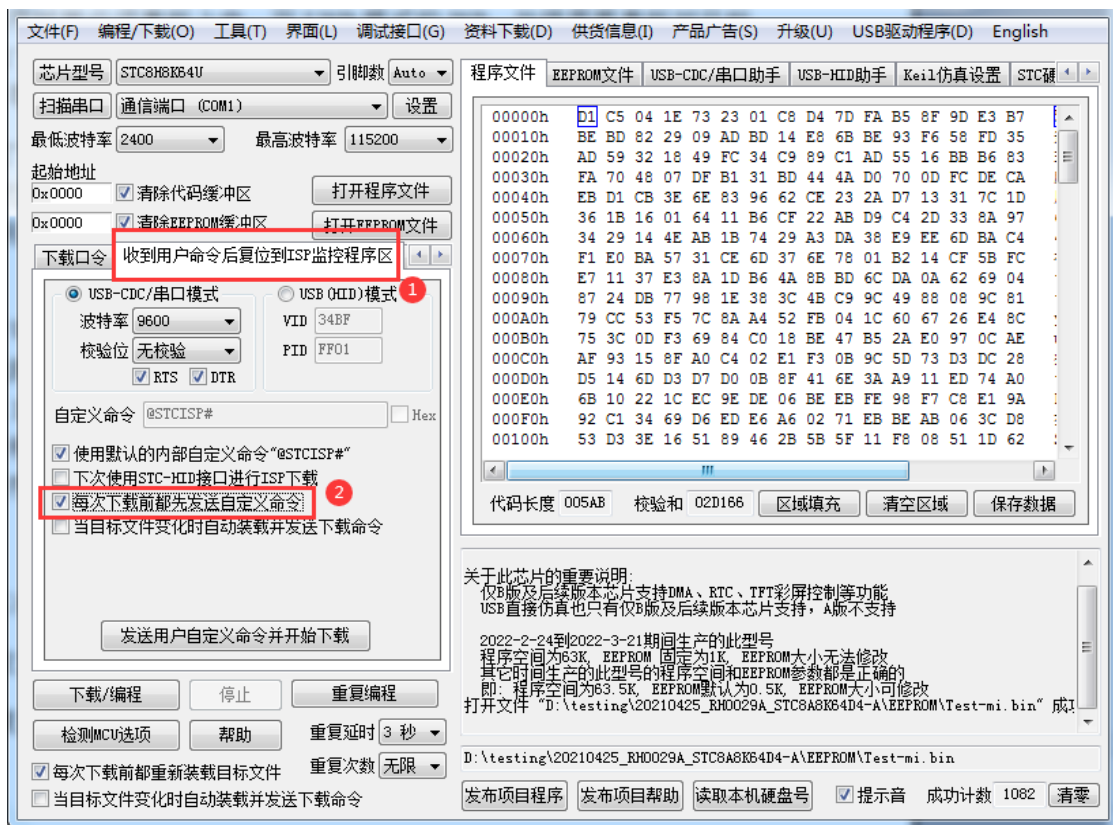 文件(F) 编程/下载(O) 工具(T) 界面(L) 调试接口(G) 资料下载(D) 供货信息(I) 产品广告(S) 升级(U) USB驱动程序(D) English
芯片型号 STC8H8K64U 引脚数 Auto
扫描串口 通信端口 (COM1) 设置
最低波特率 2400 最高波特率 115200
起始地址
0x0000 清除代码缓冲区 打开程序文件
0x0000 清除EEPROM缓冲区 打开EEPROM文件
下载口令 收到用户命令后复位到ISP监控程序区
1
USB-CDC/串口模式 USB(HID)模式
波特率 9600 VID 34BF
校验位 无校验 PID FF01
RTS DTR
自定义命令 @STCISP# Hex
使用默认的内部自定义命令"@STCISP#"
下次使用STC-HID接口进行ISP下载
每次下载前都先发送自定义命令 2
当目标文件变化时自动装载并发送下载命令
发送用户自定义命令并开始下载
下载/编程 停止 重复编程
检测MCU选项 帮助 重复延时 3 秒
每次下载前都重新装载目标文件 重复次数 无限
当目标文件变化时自动装载并发送下载命令
程序文件 EEPROM文件 USB-CDC/串口助手 USB-HID助手 Keil仿真设置 STC硬
00000h D1 C5 04 1E 73 23 01 C8 D4 7D FA B5 8F 9D E3 B7
00010h BE BD 82 29 09 AD BD 14 E8 6B BE 93 F6 58 FD 35
00020h AD 59 32 18 49 FC 34 C9 89 C1 AD 55 16 BB B6 83
00030h FA 70 48 07 DF B1 31 BD 44 4A D0 70 0D FC DE CA
00040h EB D1 CB 3E 6E 83 96 62 CE 23 2A D7 13 31 7C 1D
00050h 36 1B 16 01 64 11 B6 CF 22 AB D9 C4 2D 33 8A 97
00060h 34 29 14 4E AB 1B 74 29 A3 DA 38 E9 EE 6D BA C4
00070h F1 E0 BA 57 31 CE 6D 37 6E 78 01 B2 14 CF 5B FC
00080h E7 11 37 E3 8A 1D B6 4A 8B BD 6C DA 0A 62 69 04
00090h 87 24 DB 77 98 1E 38 3C 4B C9 9C 49 88 08 9C 81
000A0h 79 CC 53 F5 7C 8A A4 52 FB 04 1C 60 67 26 E4 8C
000B0h 75 3C 0D F3 69 84 C0 18 BE 47 B5 2A E0 97 0C AE
000C0h AF 93 15 8F A0 C4 02 E1 F3 0B 9C 5D 73 D3 DC 28
000D0h D5 14 6D D3 D7 D0 0B 8F 41 6E 3A A9 11 ED 74 A0
000E0h 6B 10 22 1C EC 9E DE 06 BE EB FE 98 F7 C8 E1 9A
000F0h 92 C1 34 69 D6 ED E6 A6 02 71 EB BE AB 06 3C D8
00100h 53 D3 3E 16 51 89 46 2B 5B 5F 11 F8 08 51 1D 62
代码长度 005AB 校验和 02D166 区域填充 清空区域 保存数据
关于此芯片的重要说明:
仅B版及后续版本芯片支持DMA、RTC、TFT彩屏控制等功能
USB直接仿真也只有仅B版及后续版本芯片支持，A版不支持
2022-2-24到2022-3-21期间生产的此型号
程序空间为63K, EEPROM 固定为1K, EEPROM大小无法修改
其它时间生产的此型号的程序空间和EEPROM参数都是正确的
即: 程序空间为63.5K, EEPROM默认为0.5K, EEPROM大小可修改
打开文件 "D:\testing\20210425_RH0029A_STC8A8K64D4-A\EEPROM\Test-mi.bin" 成
D:\testing\20210425_RH0029A_STC8A8K64D4-A\EEPROM\Test-mi.bin
发布项目程序 发布项目帮助 读取本机硬盘号 提示音 成功计数 1082 清零